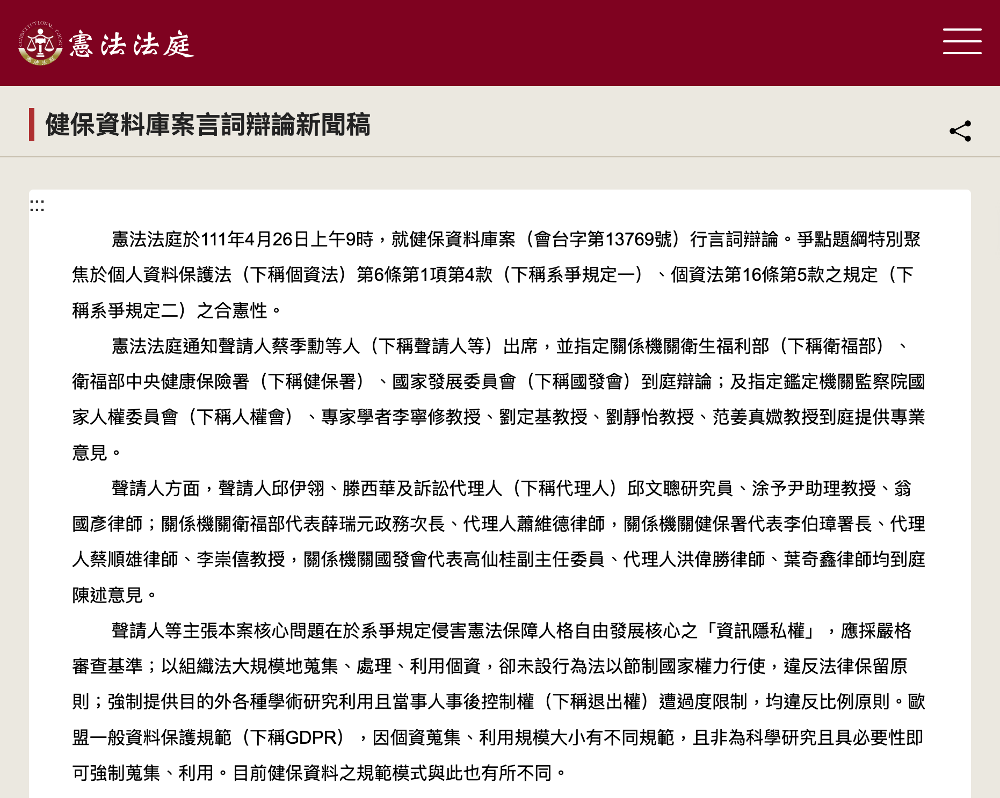 CONSTITUTIONAL COURT
憲法法庭
憲法法庭
健保資料庫案言詞辯論新聞稿
:::
憲法法庭於111年4月26日上午9時，就健保資料庫案（會台字第13769號）行言詞辯論。爭點題綱特別聚
焦於個人資料保護法（下稱個資法）第6條第1項第4款（下稱系爭規定一）、個資法第16條第5款之規定（下
稱系爭規定二）之合憲性。
憲法法庭通知聲請人蔡季勳等人（下稱聲請人等）出席，並指定關係機關衛生福利部（下稱衛福部）、
衛福部中央健康保險署（下稱健保署）、國家發展委員會（下稱國發會）到庭辯論；及指定鑑定機關監察院國
家人權委員會（下稱人權會）、專家學者李寧修教授、劉定基教授、劉靜怡教授、范姜真媺教授到庭提供專業
意見。
聲請人方面，聲請人邱伊翎、滕西華及訴訟代理人（下稱代理人）邱文聰研究員、涂予尹助理教授、翁
國彥律師；關係機關衛福部代表薛瑞元政務次長、代理人蕭維德律師，關係機關健保署代表李伯璋署長、代理
人蔡順雄律師、李崇僖教授，關係機關國發會代表高仙桂副主任委員、代理人洪偉勝律師、葉奇鑫律師均到庭
陳述意見。
聲請人等主張本案核心問題在於系爭規定侵害憲法保障人格自由發展核心之「資訊隱私權」，應採嚴格
審查基準；以組織法大規模地蒐集、處理、利用個資，卻未設行為法以節制國家權力行使，違反法律保留原
則；強制提供目的外各種學術研究利用且當事人事後控制權（下稱退出權）遭過度限制，均違反比例原則。歐
盟一般資料保護規範（下稱GDPR），因個資蒐集、利用規模大小有不同規範，且非為科學研究且具必要性即
可強制蒐集、利用。目前健保資料之規範模式與此也有所不同。